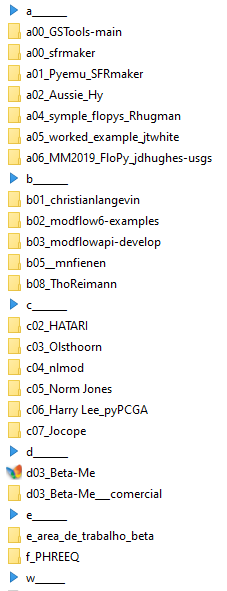 a______
a00_GSTools-main
a00_sfrmaker
a01_Pyemu_SFRmaker
a02_Aussie_Hy
a04_symple_flopys_Rhugman
a05_worked_example_jtwhite
a06_MM2019_FloPy_jdhughes-usgs
b______
b01_christianlangevin
b02_modflow6-examples
b03_modflowapi-develop
b05__mnfienen
b08_ThoReimann
c______
c02_HATARI
c03_Olsthoorn
c04_nlmod
c05_Norm Jones
c06_Harry Lee_pyPCGA
c07_Jocope
d______
d03_Beta-Me
d03_Beta-Me___comercial
e______
e_area_de_trabalho_beta
f_PHREEQ
w_____